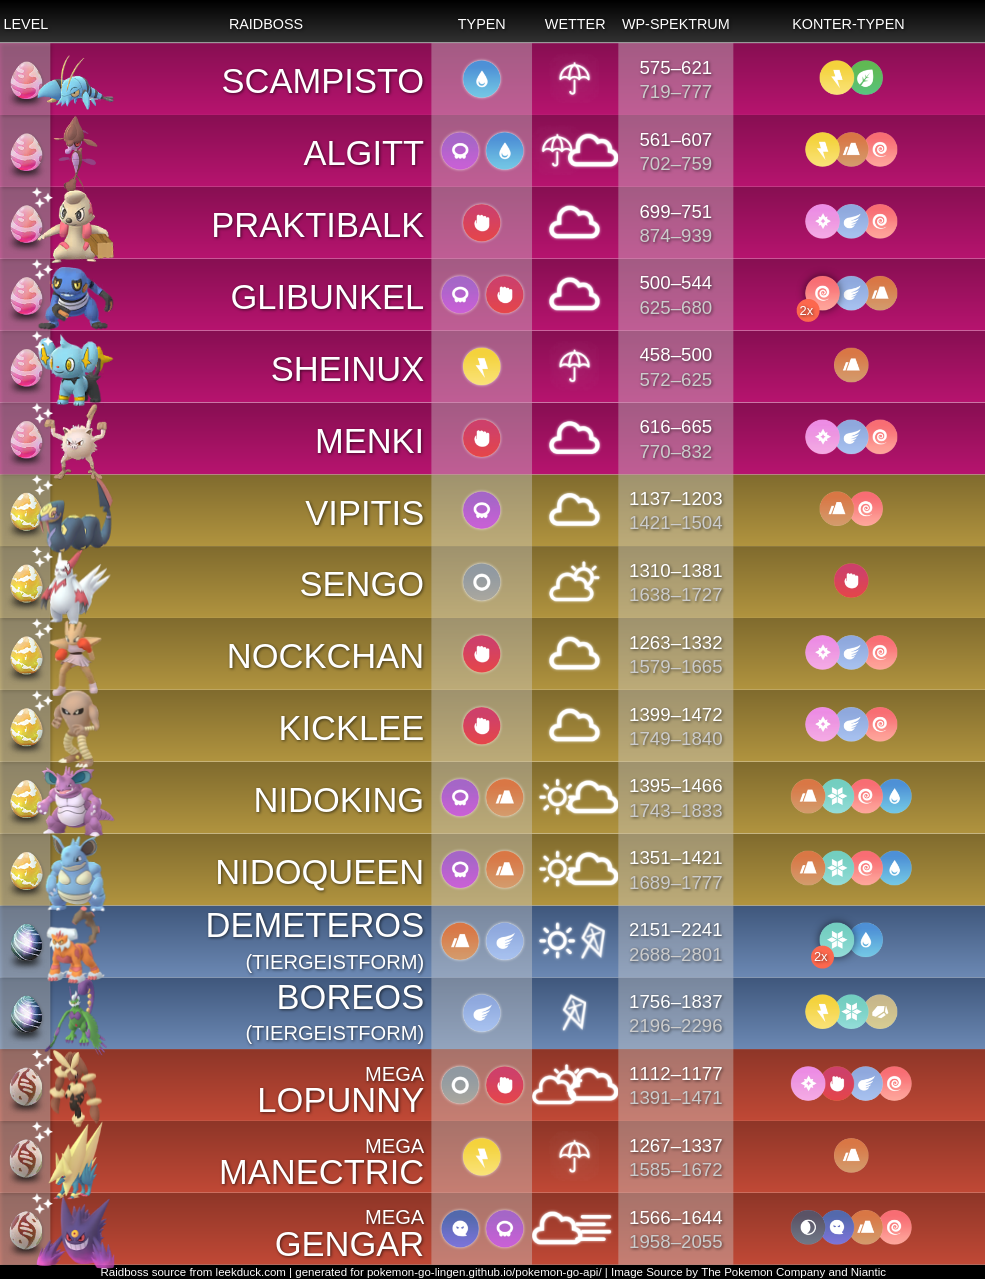 LEVEL RAIDBOSS TYPEN WETTER WP-SPEKTRUM KONTER-TYPEN
SCAMPISTO 575–621
719–777
ALGITT 561–607
702–759
PRAKTIBALK 699–751
874–939
GLIBUNKEL 500–544
625–680
2x
SHEINUX 458–500
572–625
MENKI 616–665
770–832
VIPITIS 1137–1203
1421–1504
SENGO 1310–1381
1638–1727
NOCKCHAN 1263–1332
1579–1665
KICKLEE 1399–1472
1749–1840
NIDOKING 1395–1466
1743–1833
NIDOQUEEN 1351–1421
1689–1777
DEMETEROS 2151–2241
(TIERGEISTFORM) 2688–2801
2x
BOREOS 1756–1837
(TIERGEISTFORM) 2196–2296
MEGA 1112–1177
LOPUNNY 1391–1471
MEGA 1267–1337
MANECTRIC 1585–1672
MEGA 1566–1644
GENGAR 1958–2055
Raidboss source from leekduck.com | generated for pokemon-go-lingen.github.io/pokemon-go-api/ | Image Source by The Pokemon Company and Niantic